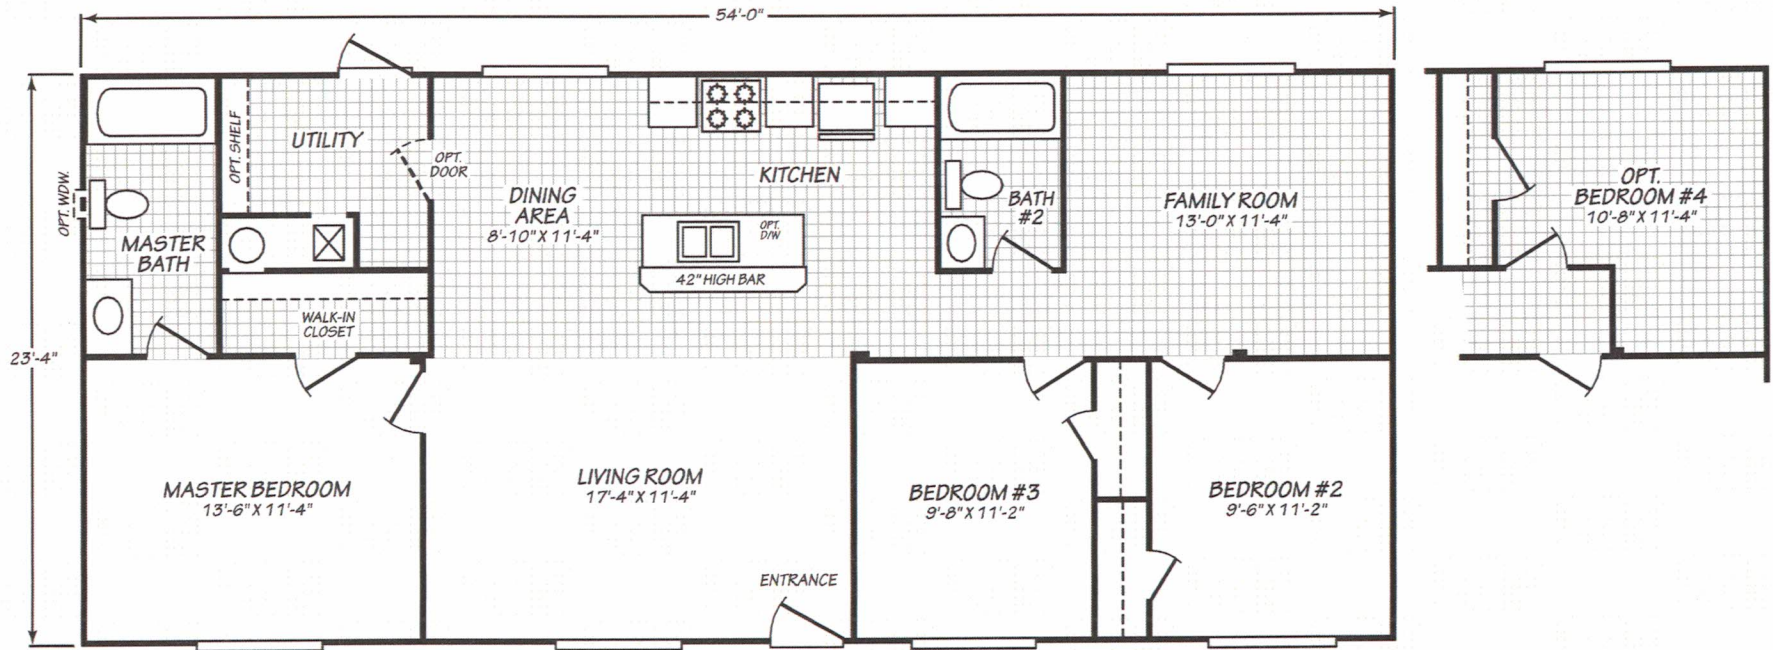 54'-0"
23'-4"
OPT. WDW.
MASTER
BATH
OPT. SHELF
UTILITY
OPT.
DOOR
WALK-IN
CLOSET
DINING
AREA
8'-10" X 11'-4"
KITCHEN
OPT.
D/W
42" HIGH BAR
BATH
#2
FAMILY ROOM
13'-0" X 11'-4"
OPT.
BEDROOM #4
10'-8" X 11'-4"
MASTER BEDROOM
13'-6" X 11'-4"
LIVING ROOM
17'-4" X 11'-4"
ENTRANCE
BEDROOM #3
9'-8" X 11'-2"
BEDROOM #2
9'-6" X 11'-2"